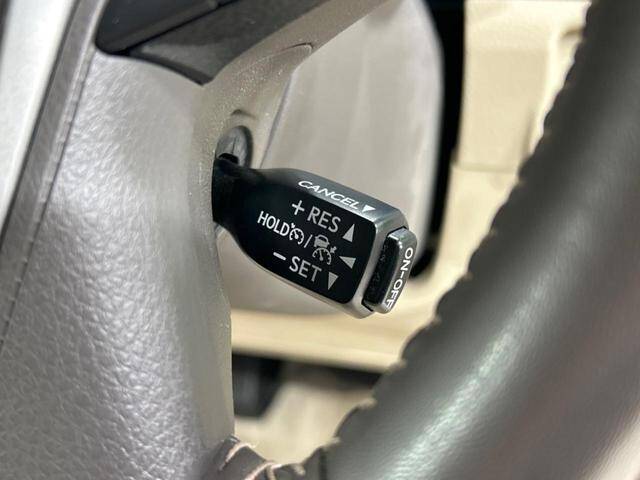 CANCEL▼
+ RES ▲
HOLD / ◀
− SET ▼
ON-OFF